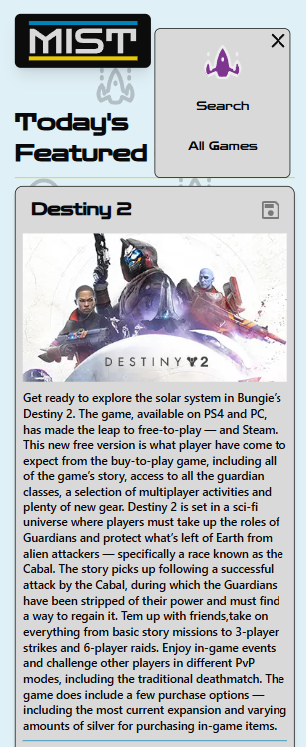 MIST
Search
All Games
Today's
Featured
Destiny 2
DESTINY 2
Get ready to explore the solar system in Bungie's
Destiny 2. The game, available on PS4 and PC,
has made the leap to free-to-play — and Steam.
This new free version is what player have come to
expect from the buy-to-play game, including all
of the game's story, access to all the guardian
classes, a selection of multiplayer activities and
plenty of new gear. Destiny 2 is set in a sci-fi
universe where players must take up the roles of
Guardians and protect what's left of Earth from
alien attackers — specifically a race known as the
Cabal. The story picks up following a successful
attack by the Cabal, during which the Guardians
have been stripped of their power and must find
a way to regain it. Tem up with friends,take on
everything from basic story missions to 3-player
strikes and 6-player raids. Enjoy in-game events
and challenge other players in different PvP
modes, including the traditional deathmatch. The
game does include a few purchase options —
including the most current expansion and varying
amounts of silver for purchasing in-game items.